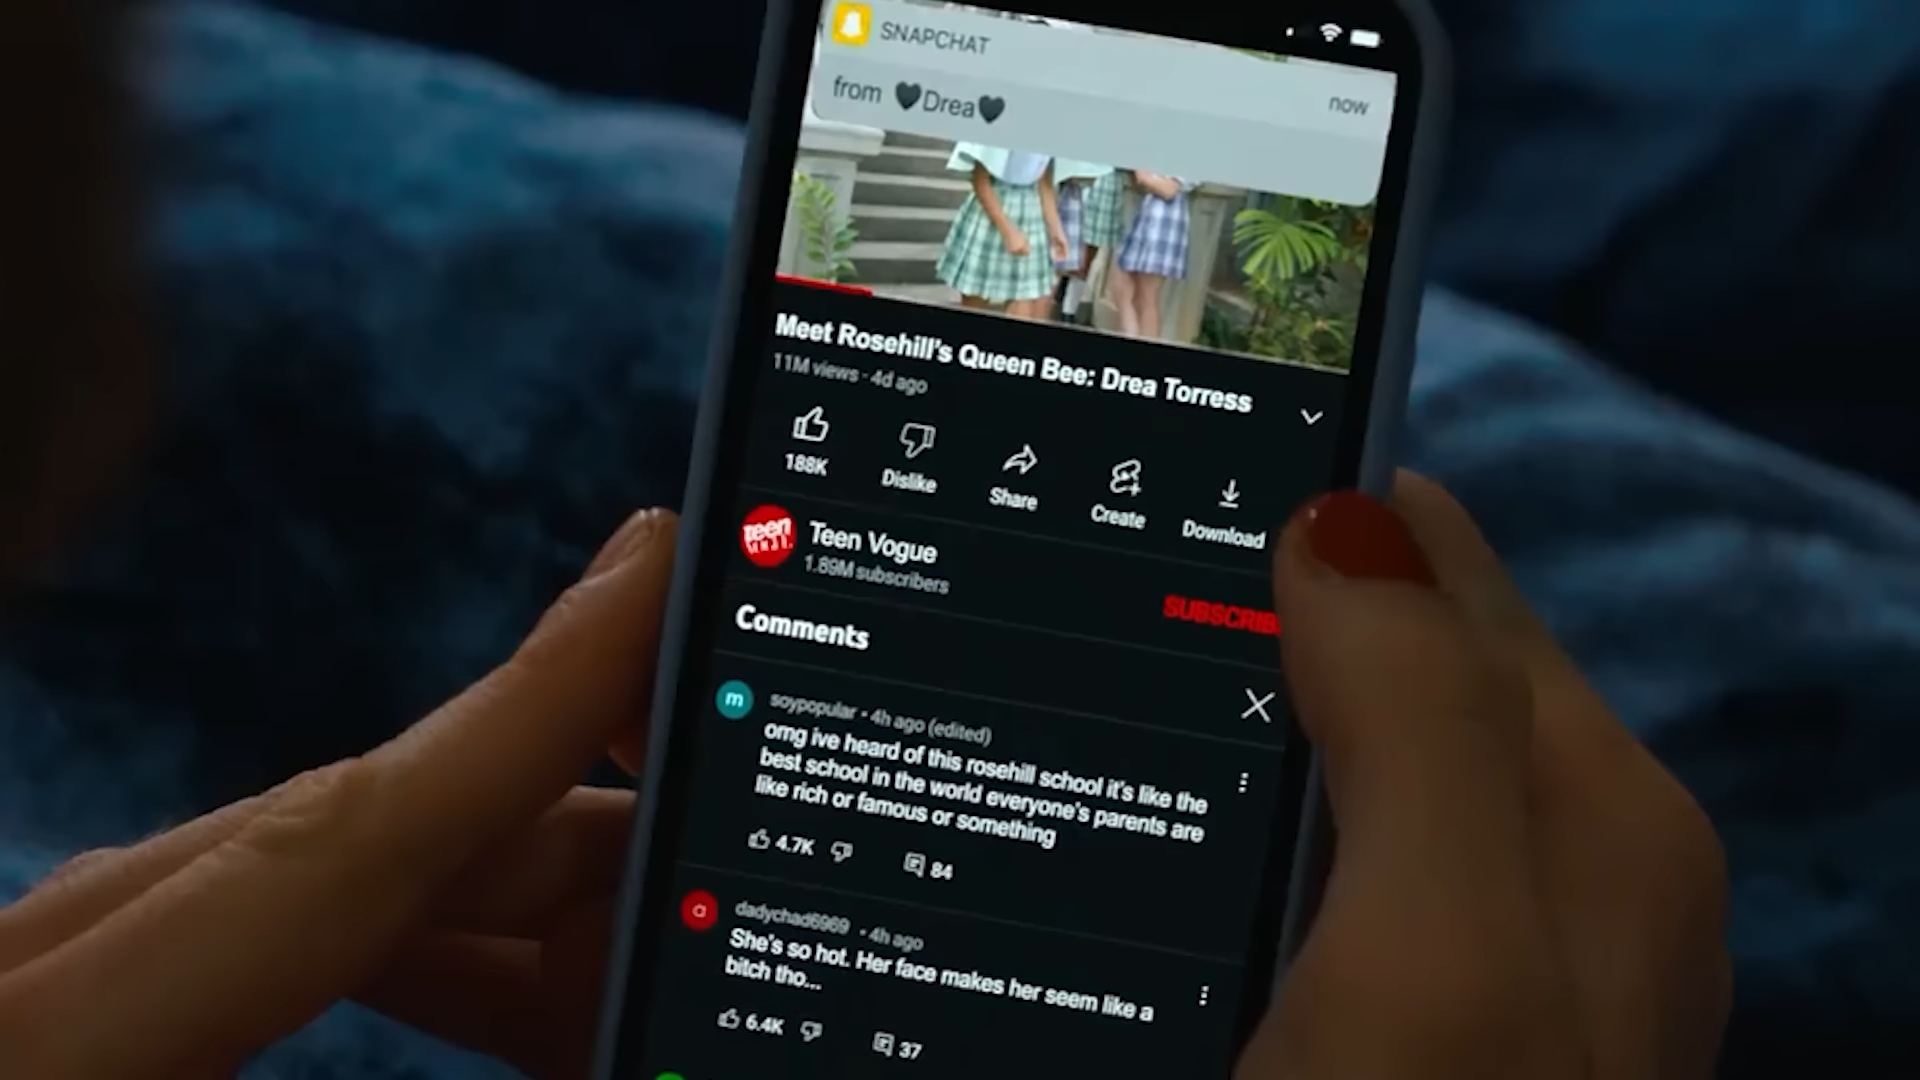 SNAPCHAT
from 🖤Drea🖤
now
Meet Rosehill's Queen Bee: Drea Torress
11M views · 4d ago
188K
Dislike
Share
Create
Download
teen
Teen Vogue
1.89M subscribers
Comments
m
soypopular • 4h ago (edited)
omg ive heard of this rosehill school it's like the
best school in the world everyone's parents are
like rich or famous or something
4.7K
84
a
dadychad6969 • 4h ago
She's so hot. Her face makes her seem like a
bitch tho...
6.4K
37